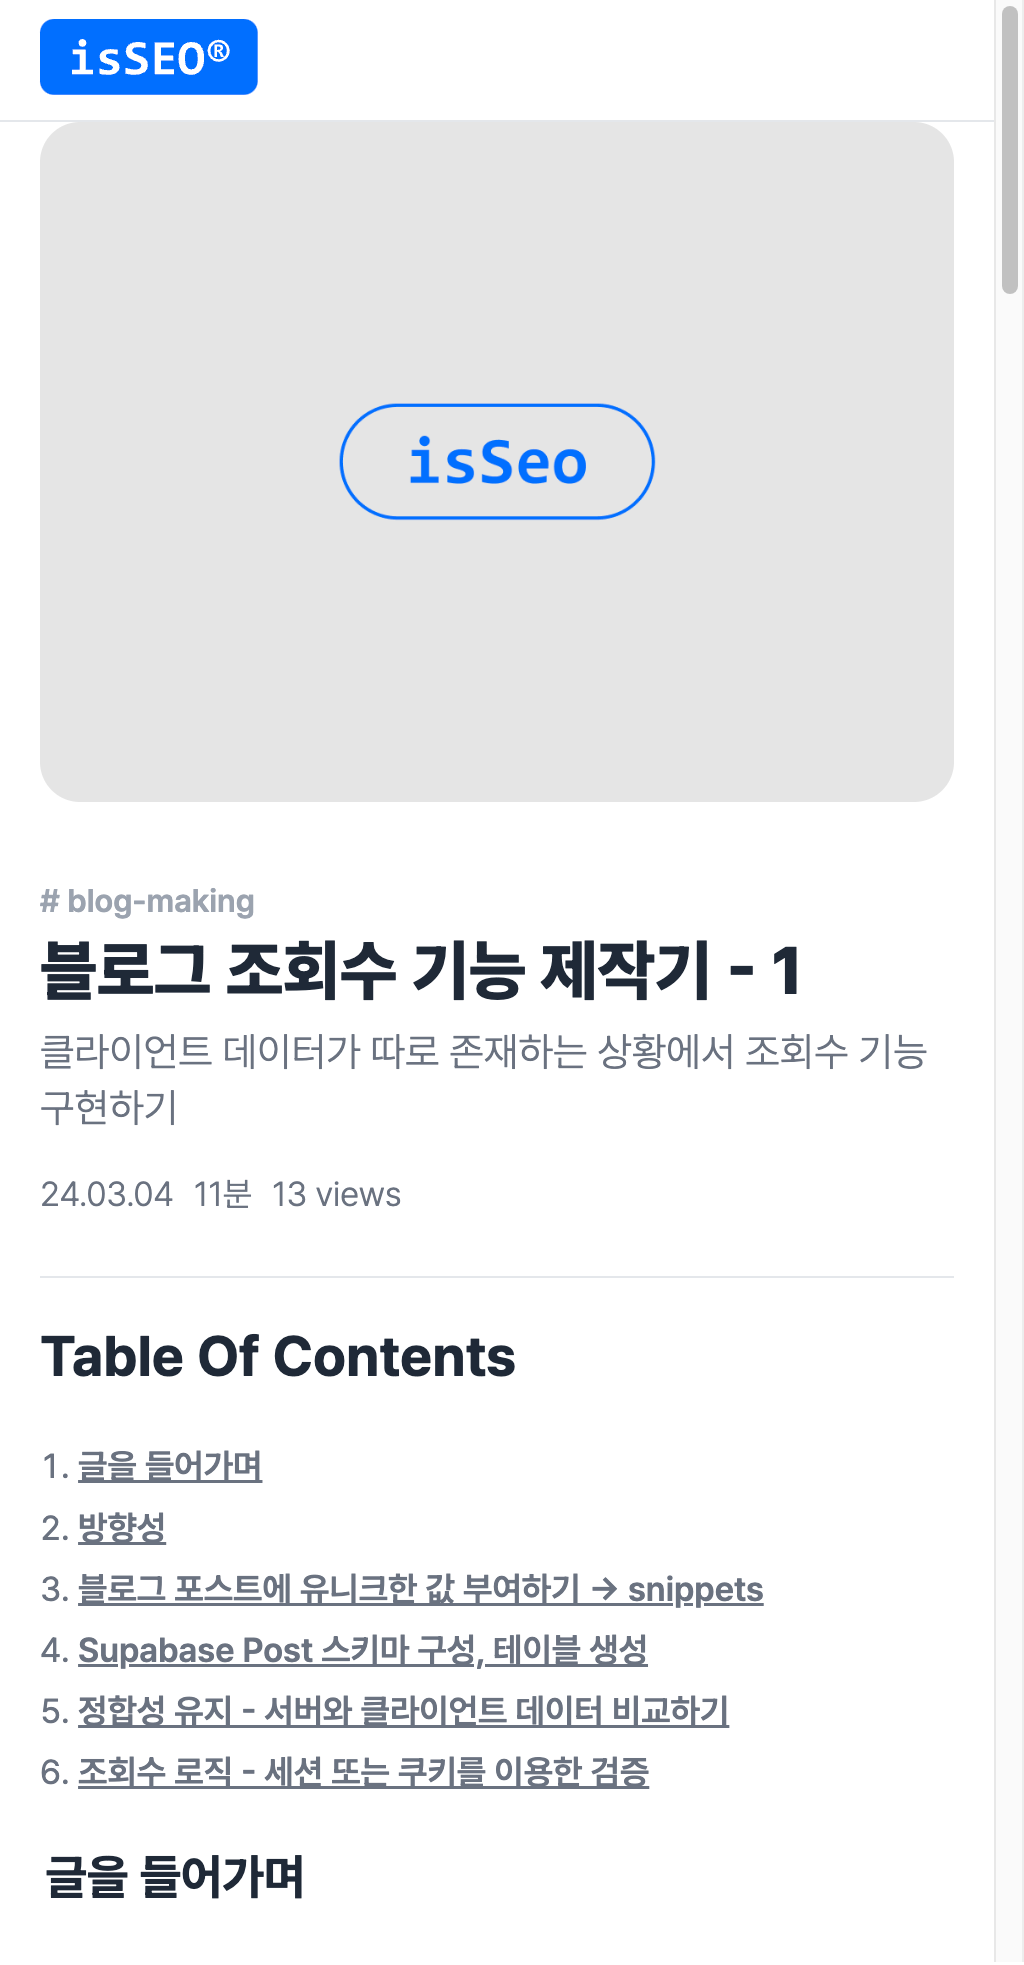 isSEO®
isSeo
# blog-making
블로그 조회수 기능 제작기 - 1
클라이언트 데이터가 따로 존재하는 상황에서 조회수 기능
구현하기
24.03.04 11분 13 views
Table Of Contents
1. 글을 들어가며
2. 방향성
3. 블로그 포스트에 유니크한 값 부여하기 → snippets
4. Supabase Post 스키마 구성, 테이블 생성
5. 정합성 유지 - 서버와 클라이언트 데이터 비교하기
6. 조회수 로직 - 세션 또는 쿠키를 이용한 검증
글을 들어가며